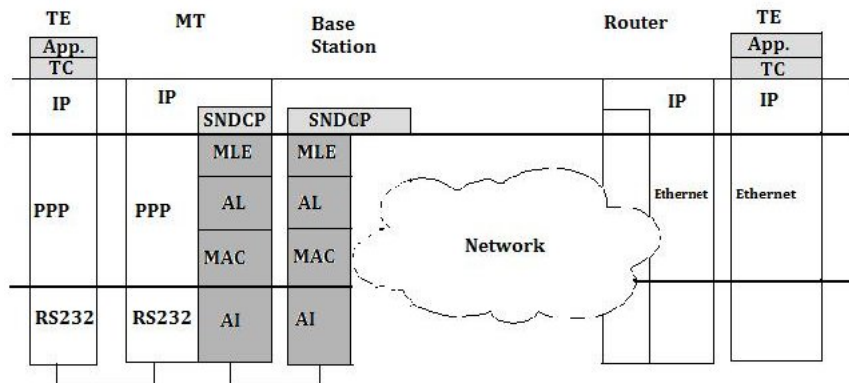 TE MT Base Station Router TE
App. App.
TC TC
IP IP IP IP
SNDCP SNDCP
MLE MLE
PPP PPP AL AL Ethernet Ethernet
MAC MAC Network
RS232 RS232 AI AI